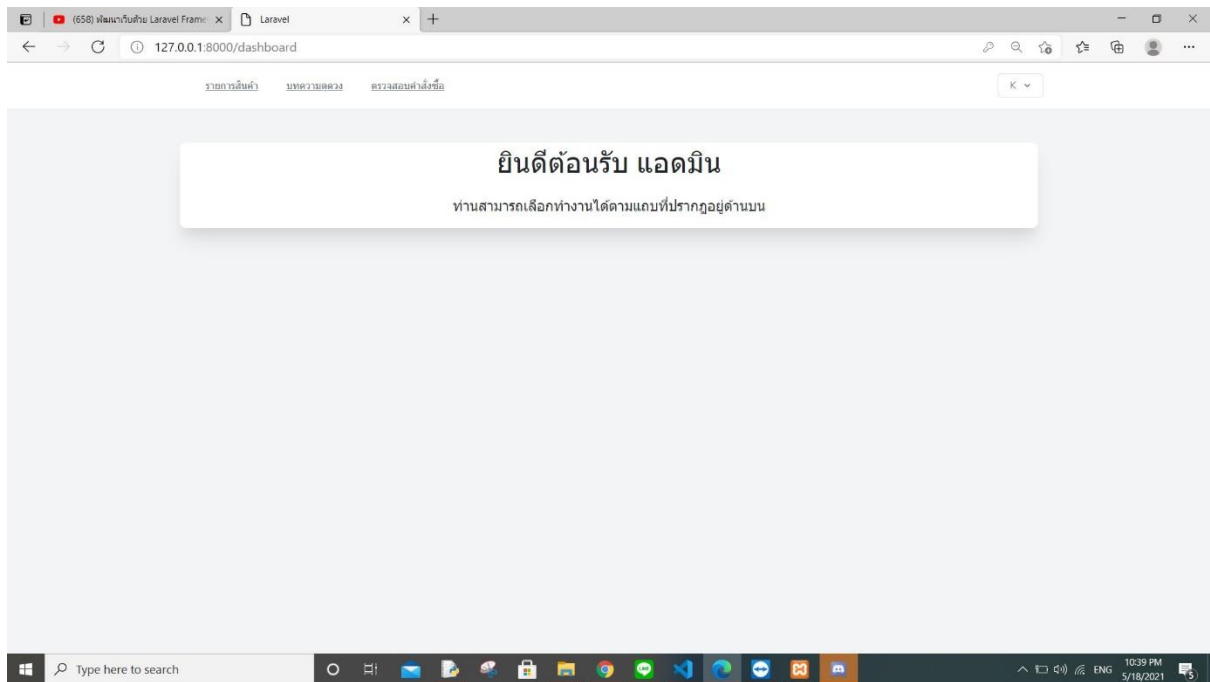 (658) พัฒนาเว็บด้วย Laravel Frame
Laravel
127.0.0.1:8000/dashboard
รายการสินค้า บทความดดวง ตรวจสอบคำสั่งซื้อ
K
ยินดีต้อนรับ แอดมิน
ท่านสามารถเลือกทำงานได้ตามแถบที่ปรากฏอยู่ด้านบน
Type here to search
ENG
10:39 PM
5/18/2021
5